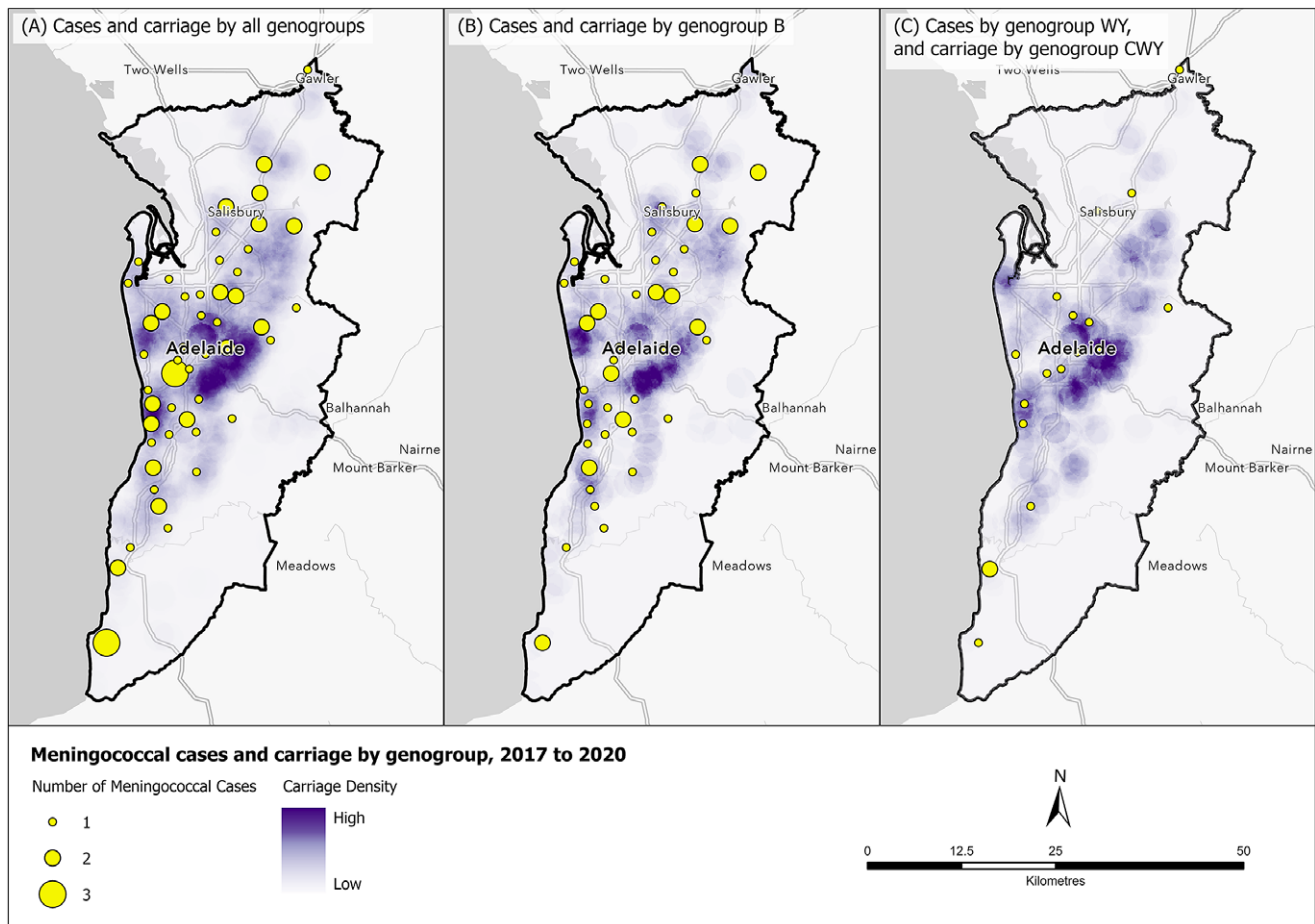 (A) Cases and carriage by all genogroups
Two Wells
Gawler
Salisbury
Adelaide
Balhannah
Nairne
Mount Barker
Meadows
(B) Cases and carriage by genogroup B
Two Wells
Gawler
Salisbury
Adelaide
Balhannah
Nairne
Mount Barker
Meadows
(C) Cases by genogroup WY,
and carriage by genogroup CWY
Two Wells
Gawler
Salisbury
Adelaide
Balhannah
Nairne
Mount Barker
Meadows
Meningococcal cases and carriage by genogroup, 2017 to 2020
Number of Meningococcal Cases
1
2
3
Carriage Density
High
Low
N
0 12.5 25 50
Kilometres